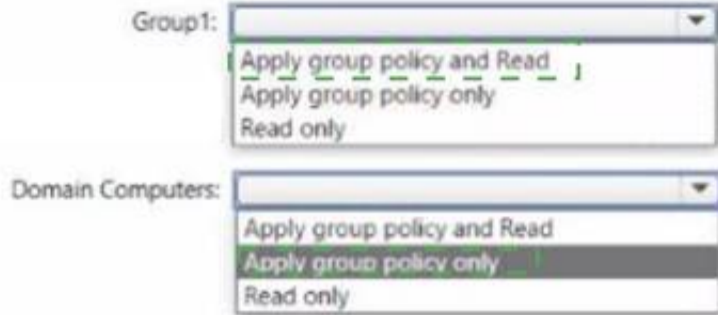 Group1:
Apply group policy and Read
Apply group policy only
Read only
Domain Computers:
Apply group policy and Read
Apply group policy only
Read only